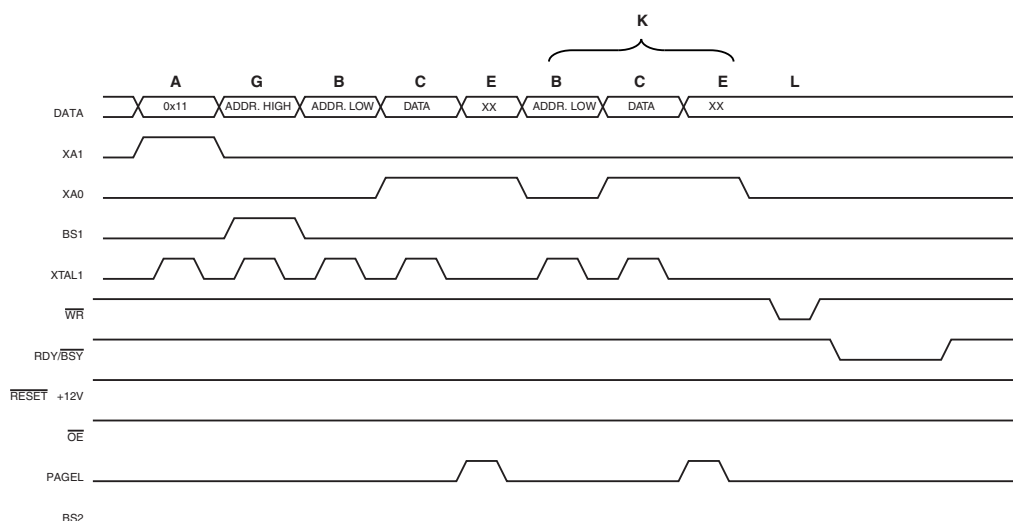 K
A G B C E B C E L
DATA 0x11 ADDR. HIGH ADDR. LOW DATA XX ADDR. LOW DATA XX
XA1
XA0
BS1
XTAL1
WR
RDY/BSY
RESET +12V
OE
PAGEL
BS2